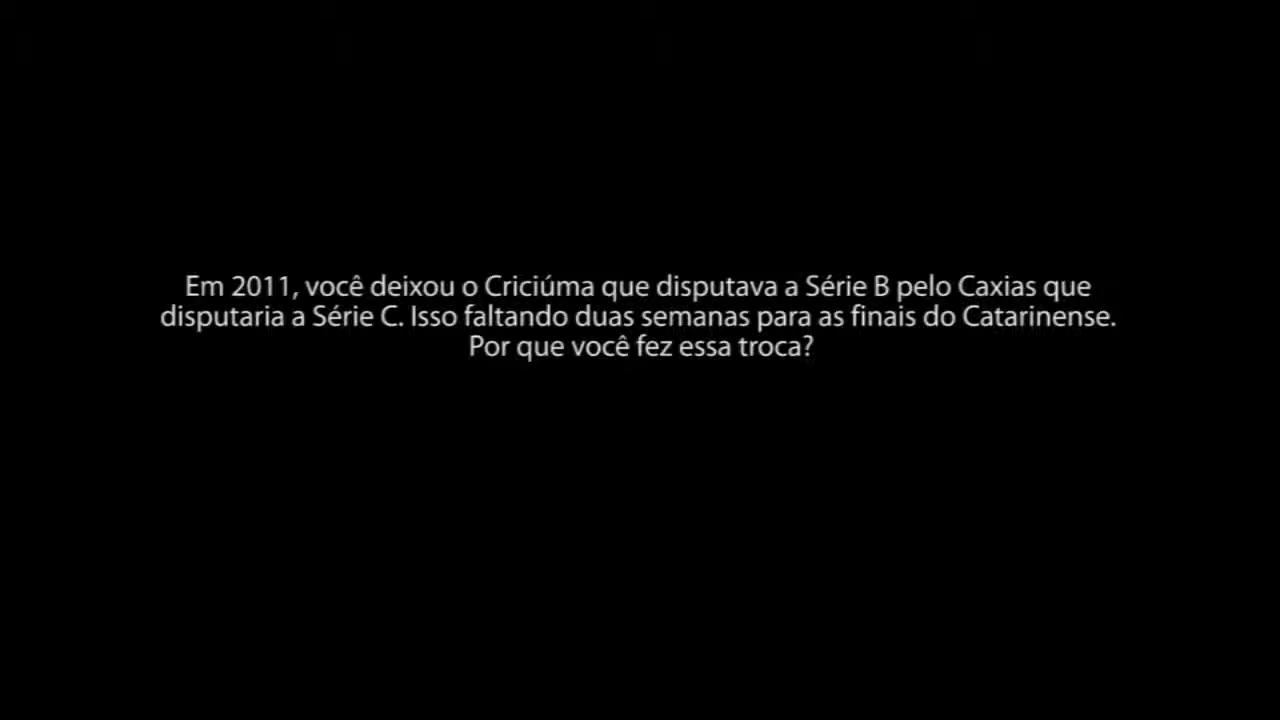 Em 2011, você deixou o Criciúma que disputava a Série B pelo Caxias que
disputaria a Série C. Isso faltando duas semanas para as finais do Catarinense.
Por que você fez essa troca?